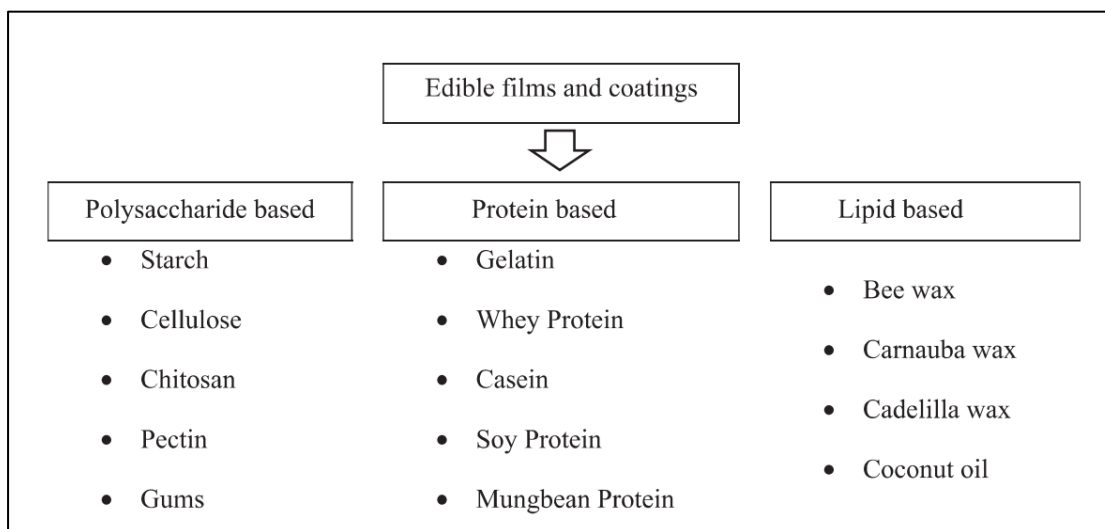 Edible films and coatings
Polysaccharide based
• Starch
• Cellulose
• Chitosan
• Pectin
• Gums
Protein based
• Gelatin
• Whey Protein
• Casein
• Soy Protein
• Mungbean Protein
Lipid based
• Bee wax
• Carnauba wax
• Cadelilla wax
• Coconut oil